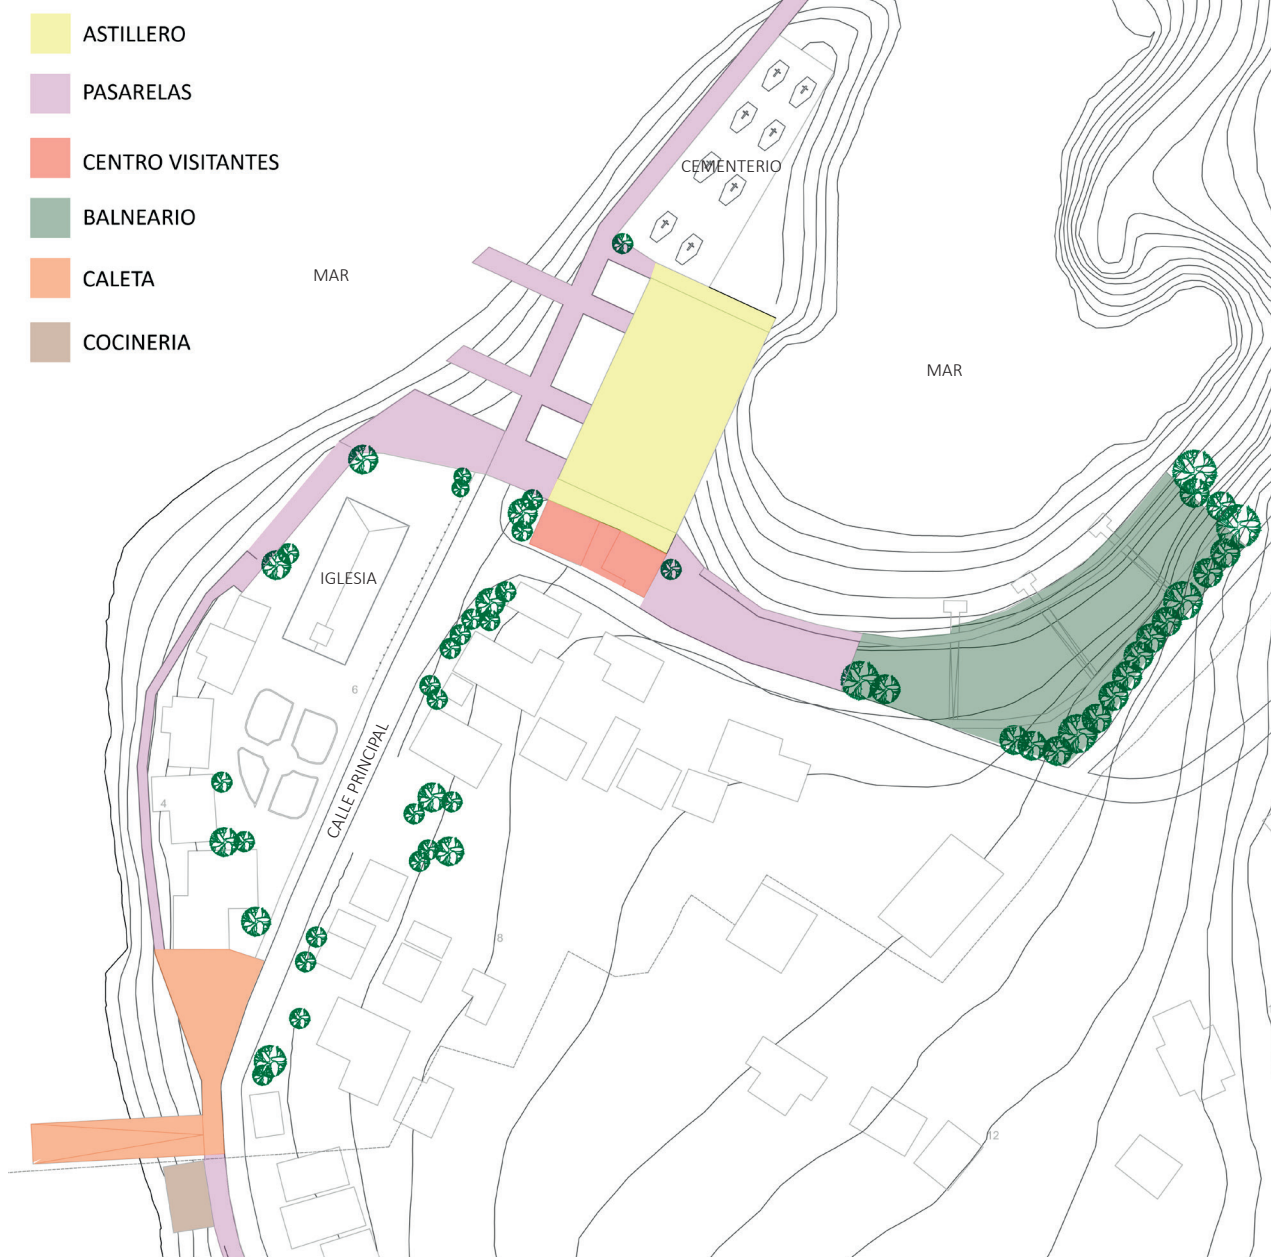 ASTILLERO
PASARELAS
CENTRO VISITANTES
BALNEARIO
CALETA
COCINERIA
CEMENTERIO
MAR
MAR
IGLESIA
6
CALLE PRINCIPAL
4
8
12